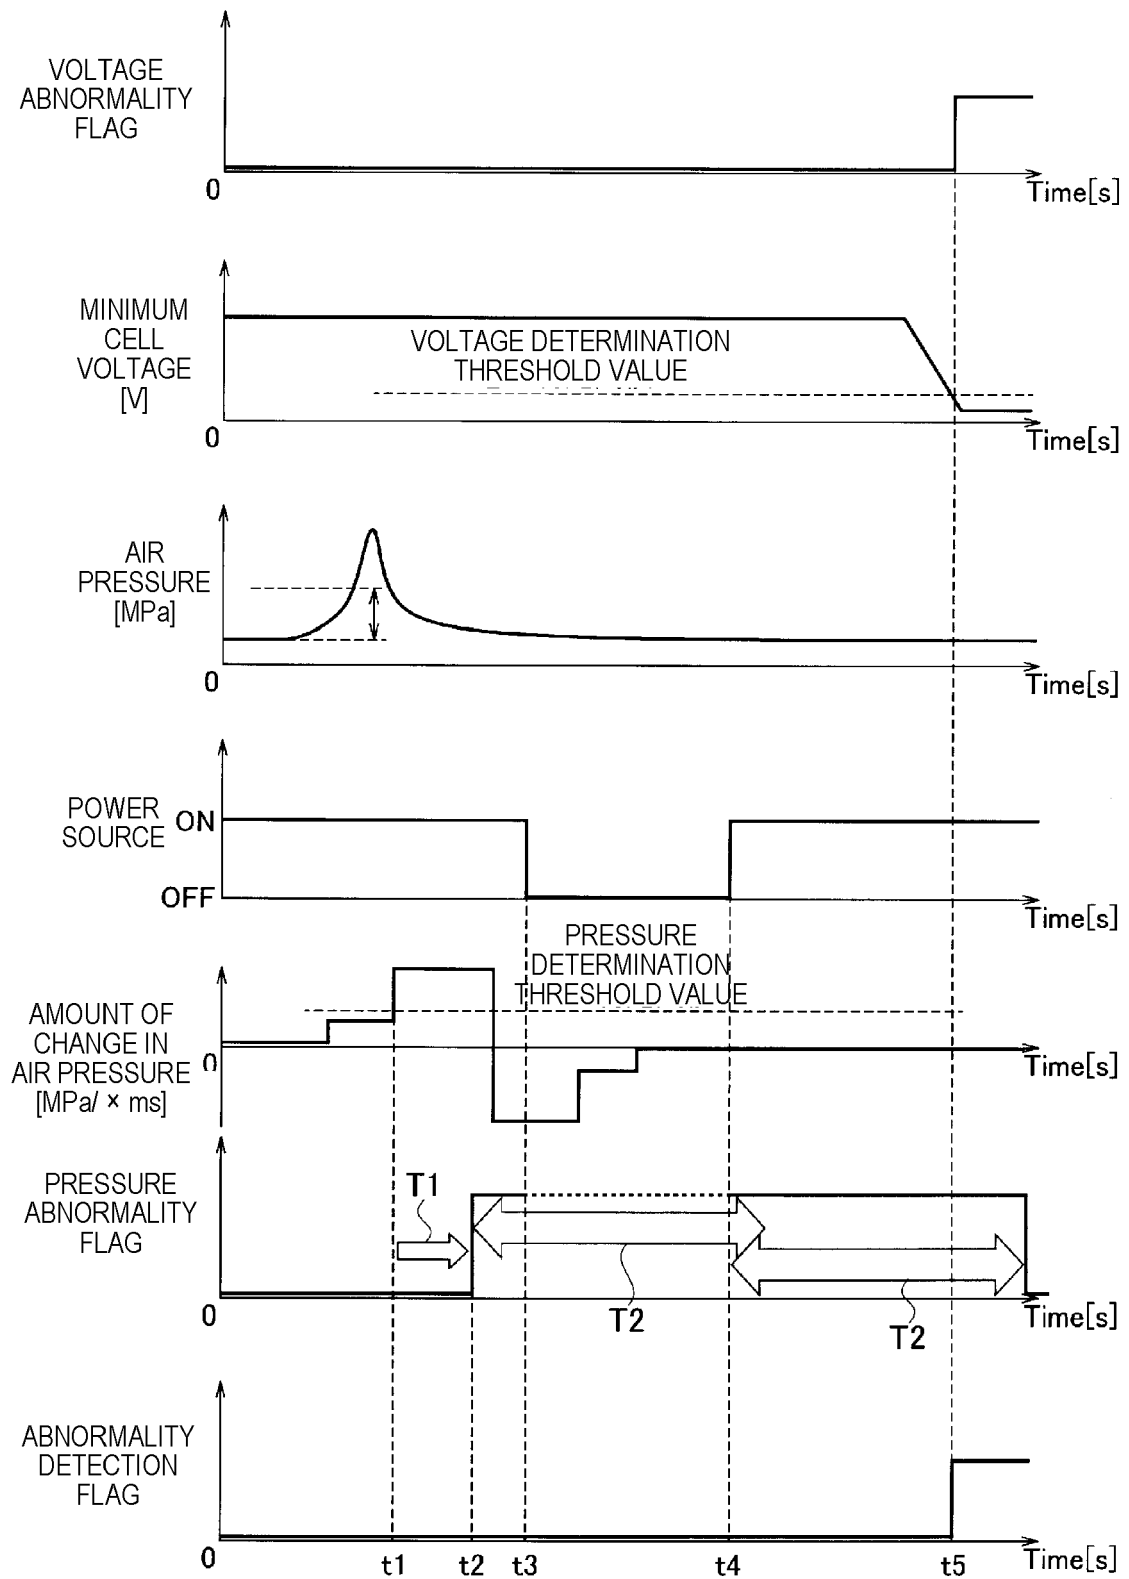 VOLTAGE
ABNORMALITY
FLAG
0
Time[s]
MINIMUM
CELL
VOLTAGE
[V]
VOLTAGE DETERMINATION
THRESHOLD VALUE
0
Time[s]
AIR
PRESSURE
[MPa]
0
Time[s]
POWER
SOURCE
ON
OFF
Time[s]
PRESSURE
DETERMINATION
THRESHOLD VALUE
AMOUNT OF
CHANGE IN
AIR PRESSURE
[MPa/ × ms]
0
Time[s]
PRESSURE
ABNORMALITY
FLAG
T1
T2
T2
0
Time[s]
ABNORMALITY
DETECTION
FLAG
0
t1
t2
t3
t4
t5
Time[s]